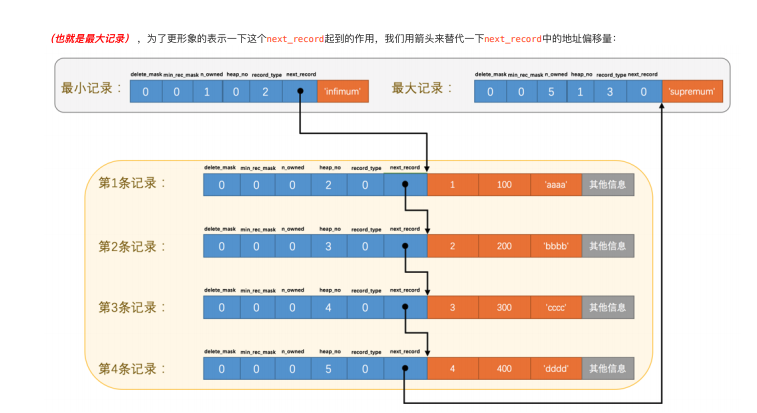 （也就是最大记录） ，为了更形象的表示一下这个next_record起到的作用，我们用箭头来替代一下next_record中的地址偏移量：
delete_mask min_rec_mask n_owned heap_no record_type next_record
最小记录： 0 0 1 0 2 'infimum'
delete_mask min_rec_mask n_owned heap_no record_type next_record
最大记录： 0 0 5 1 3 0 'supremum'
delete_mask min_rec_mask n_owned heap_no record_type next_record
第1条记录： 0 0 0 2 0 1 100 'aaaa' 其他信息
delete_mask min_rec_mask n_owned heap_no record_type next_record
第2条记录： 0 0 0 3 0 2 200 'bbbb' 其他信息
delete_mask min_rec_mask n_owned heap_no record_type next_record
第3条记录： 0 0 0 4 0 3 300 'cccc' 其他信息
delete_mask min_rec_mask n_owned heap_no record_type next_record
第4条记录： 0 0 0 5 0 4 400 'dddd' 其他信息